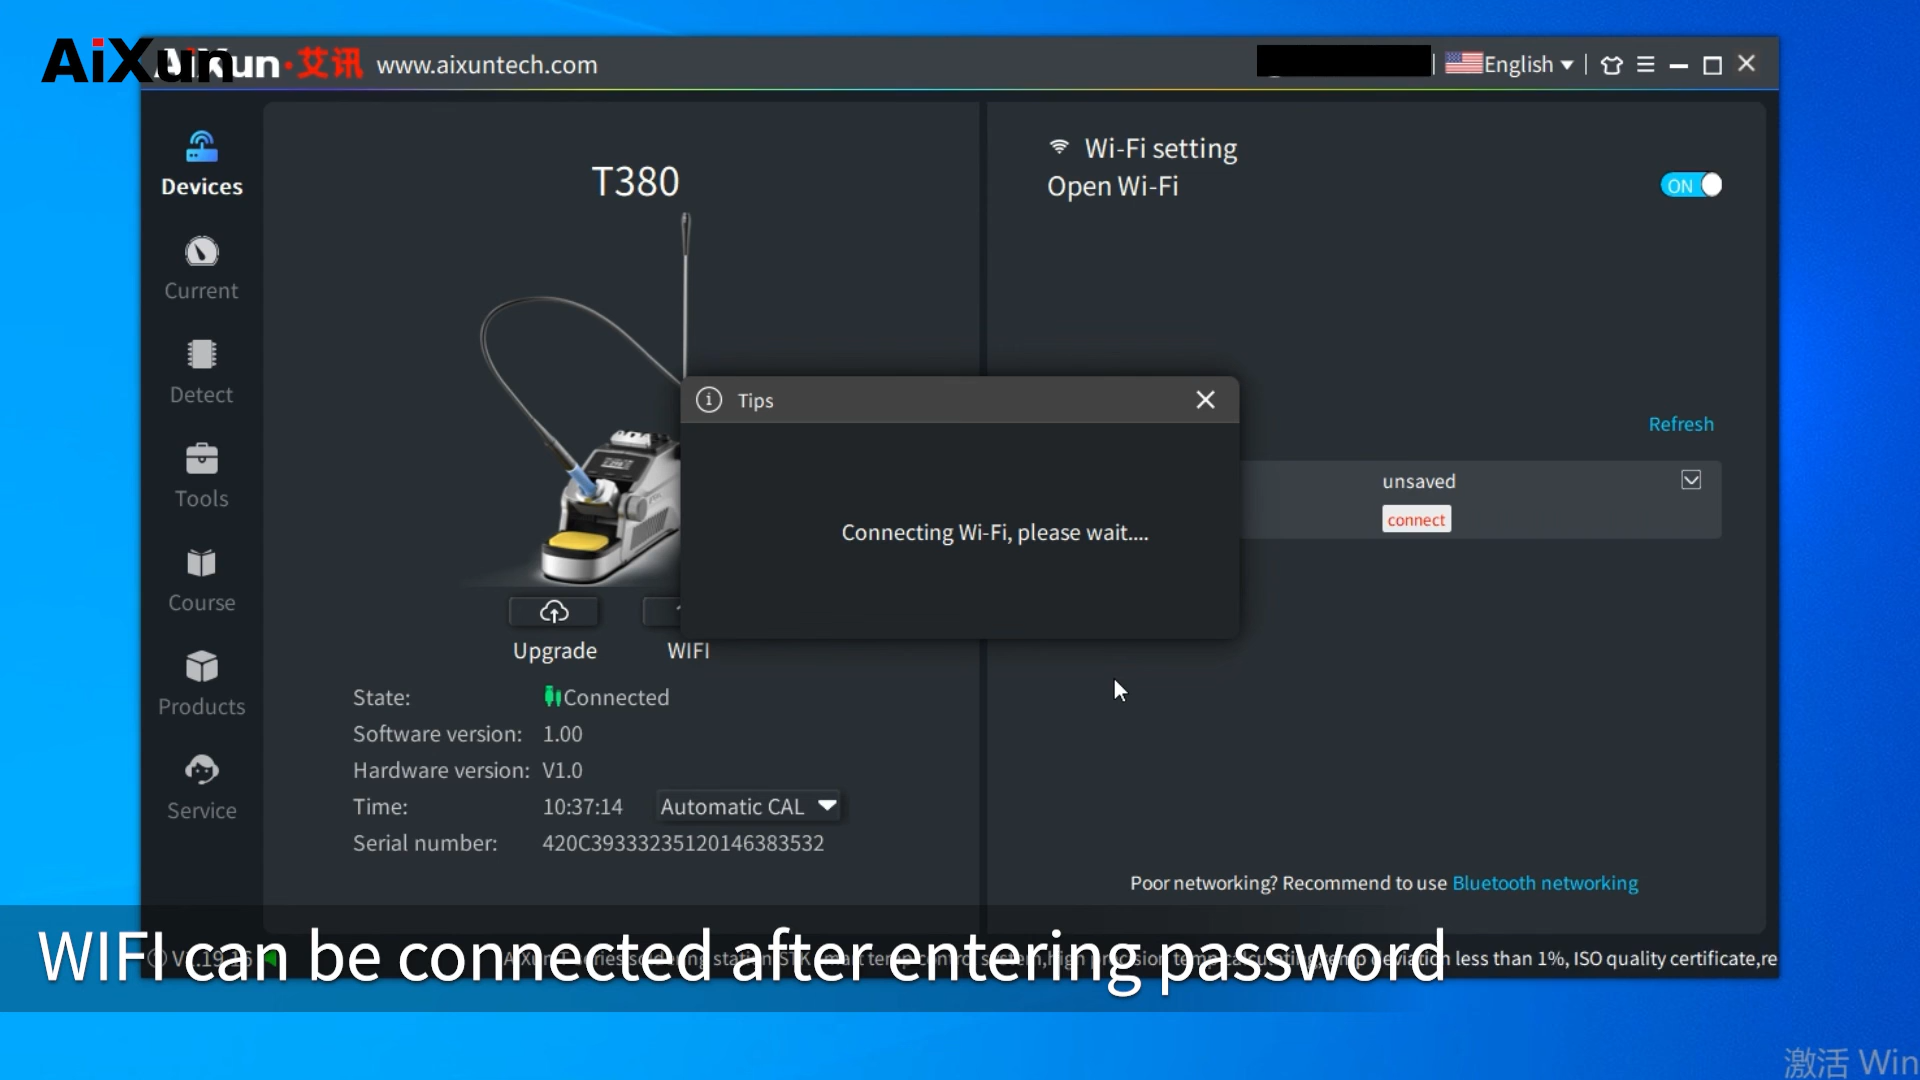 AiXun
AiXun·艾讯 www.aixuntech.com
English
Devices
Current
Detect
Tools
Course
Products
Service
T380
Upgrade
WIFI
State: Connected
Software version: 1.00
Hardware version: V1.0
Time: 10:37:14 Automatic CAL
Serial number: 420C39333235120146383532
Wi-Fi setting
Open Wi-Fi
ON
Refresh
unsaved
connect
Tips
Connecting Wi-Fi, please wait....
Poor networking? Recommend to use Bluetooth networking
less than 1%, ISO quality certificate,re
WIFI can be connected after entering password
激活 Win